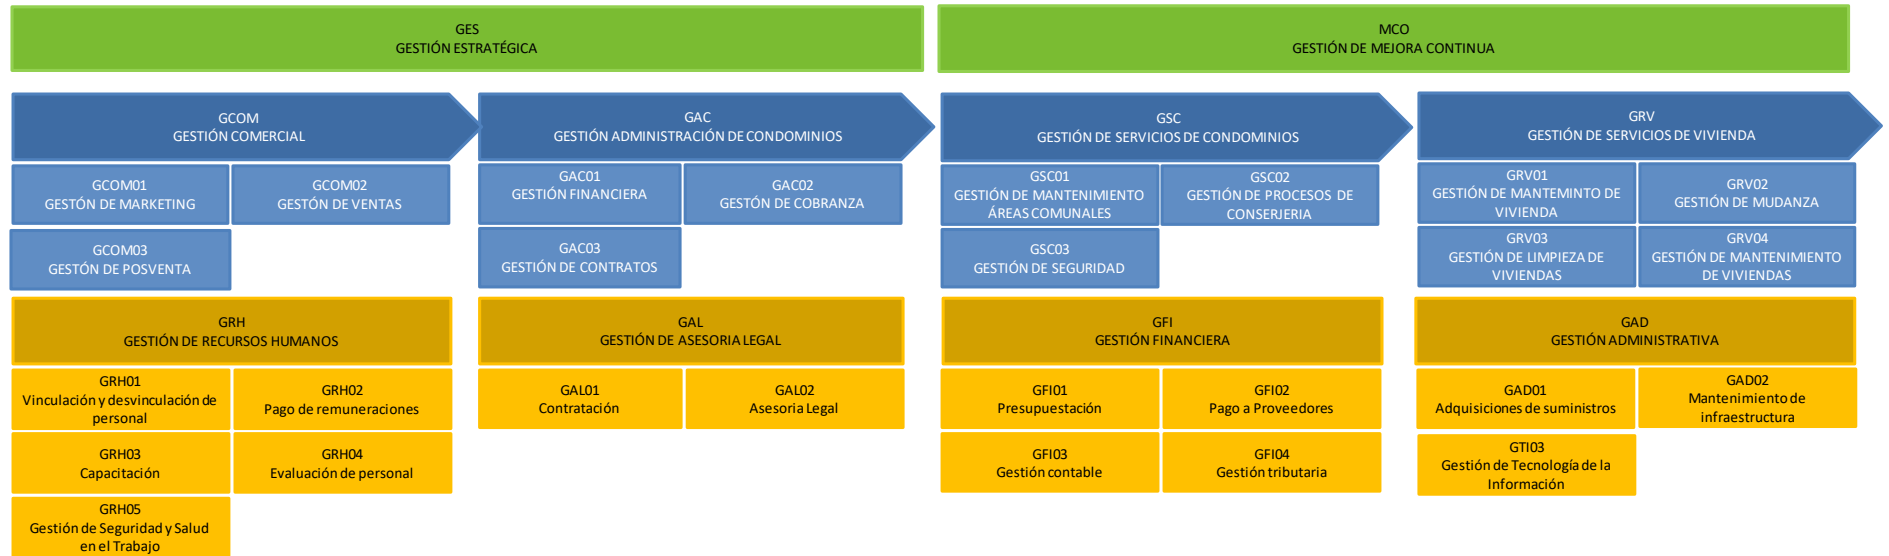 GES
GESTIÓN ESTRATÉGICA
MCO
GESTIÓN DE MEJORA CONTINUA
GCOM
GESTIÓN COMERCIAL
GAC
GESTIÓN ADMINISTRACIÓN DE CONDOMINIOS
GSC
GESTIÓN DE SERVICIOS DE CONDOMINIOS
GRV
GESTIÓN DE SERVICIOS DE VIVIENDA
GCOM01
GESTÓN DE MARKETING
GCOM02
GESTIÓN DE VENTAS
GAC01
GESTIÓN FINANCIERA
GAC02
GESTÓN DE COBRANZA
GSC01
GESTIÓN DE MANTENIMIENTO
ÁREAS COMUNALES
GSC02
GESTIÓN DE PROCESOS DE
CONSERJERIA
GRV01
GESTIÓN DE MANTEMINTO DE
VIVIENDA
GRV02
GESTIÓN DE MUDANZA
GCOM03
GESTÓN DE POSVENTA
GAC03
GESTIÓN DE CONTRATOS
GSC03
GESTIÓN DE SEGURIDAD
GRV03
GESTIÓN DE LIMPIEZA DE
VIVIENDAS
GRV04
GESTIÓN DE MANTENIMIENTO
DE VIVIENDAS
GRH
GESTIÓN DE RECURSOS HUMANOS
GAL
GESTIÓN DE ASESORIA LEGAL
GFI
GESTIÓN FINANCIERA
GAD
GESTIÓN ADMINISTRATIVA
GRH01
Vinculación y desvinculación de
personal
GRH02
Pago de remuneraciones
GAL01
Contratación
GAL02
Asesoria Legal
GFI01
Presupuestación
GFI02
Pago a Proveedores
GAD01
Adquisiciones de suministros
GAD02
Mantenimiento de
infraestructura
GRH03
Capacitación
GRH04
Evaluación de personal
GFI03
Gestión contable
GFI04
Gestión tributaria
GTI03
Gestión de Tecnología de la
Información
GRH05
Gestión de Seguridad y Salud
en el Trabajo